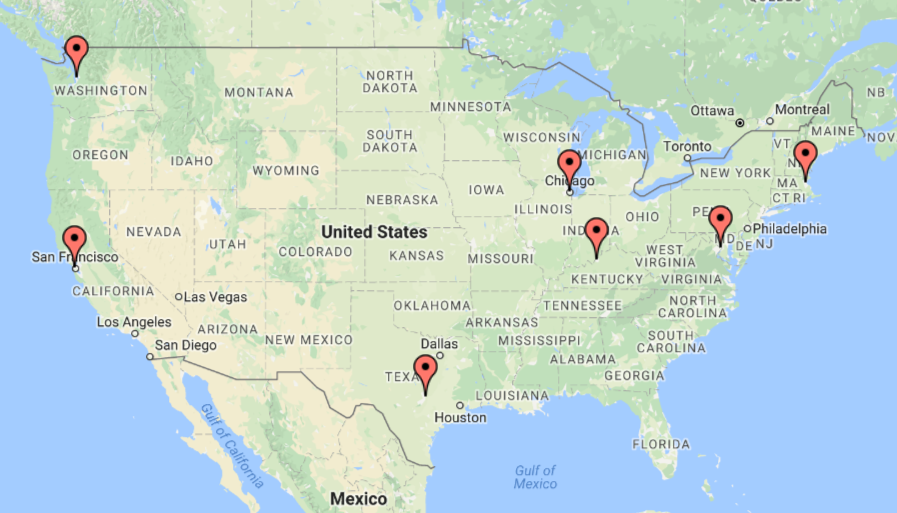 QUEBEC
NB
NOV
Ottawa
Montreal
MAINE
WASHINGTON
MONTANA
NORTH
DAKOTA
MINNESOTA
SOUTH
DAKOTA
WISCONSIN
MICHIGAN
Toronto
VT
NEW YORK
MA
CT RI
OREGON
IDAHO
WYOMING
Chicago
IOWA
NEBRASKA
ILLINOIS
OHIO
Philadelphia
MD
DE
NJ
NEVADA
UTAH
United States
COLORADO
KANSAS
MISSOURI
WEST
VIRGINIA
San Francisco
KENTUCKY
VIRGINIA
CALIFORNIA
Las Vegas
OKLAHOMA
TENNESSEE
NORTH
CAROLINA
Los Angeles
ARIZONA
NEW MEXICO
ARKANSAS
MISSISSIPPI
SOUTH
CAROLINA
San Diego
Dallas
ALABAMA
TEXA
GEORGIA
LOUISIANA
Houston
Gulf of California
FLORIDA
Gulf of
Mexico
Mexico